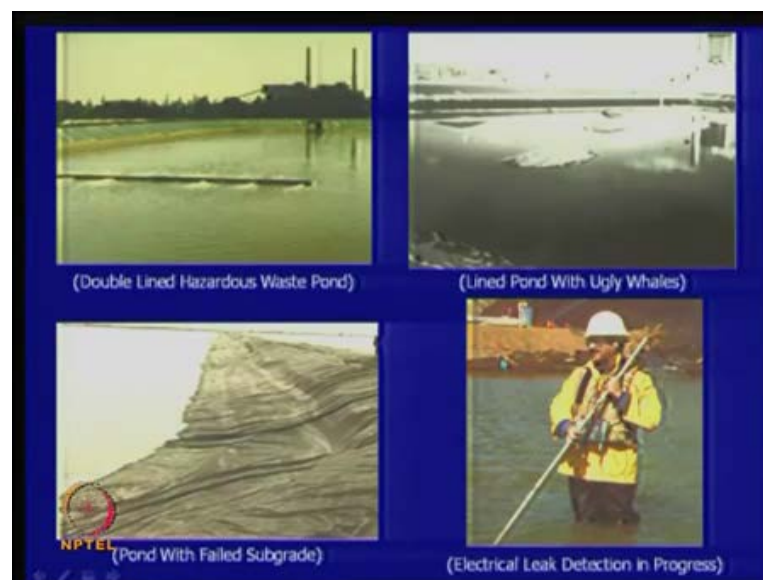 (Double Lined Hazardous Waste Pond)
(Lined Pond With Ugly Whales)
NPTEL
(Pond With Failed Subgrade)
(Electrical Leak Detection in Progress)